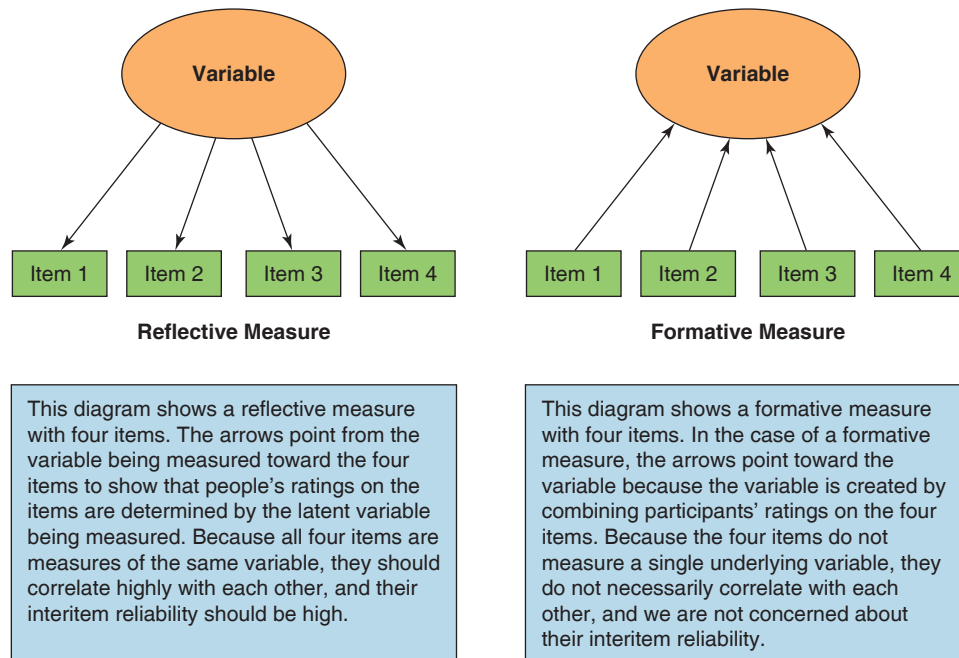 Variable
Item 1
Item 2
Item 3
Item 4
Reflective Measure
This diagram shows a reflective measure
with four items. The arrows point from the
variable being measured toward the four
items to show that people's ratings on the
items are determined by the latent variable
being measured. Because all four items are
measures of the same variable, they should
correlate highly with each other, and their
interitem reliability should be high.
Variable
Item 1
Item 2
Item 3
Item 4
Formative Measure
This diagram shows a formative measure
with four items. In the case of a formative
measure, the arrows point toward the
variable because the variable is created by
combining participants' ratings on the four
items. Because the four items do not
measure a single underlying variable, they
do not necessarily correlate with each
other, and we are not concerned about
their interitem reliability.